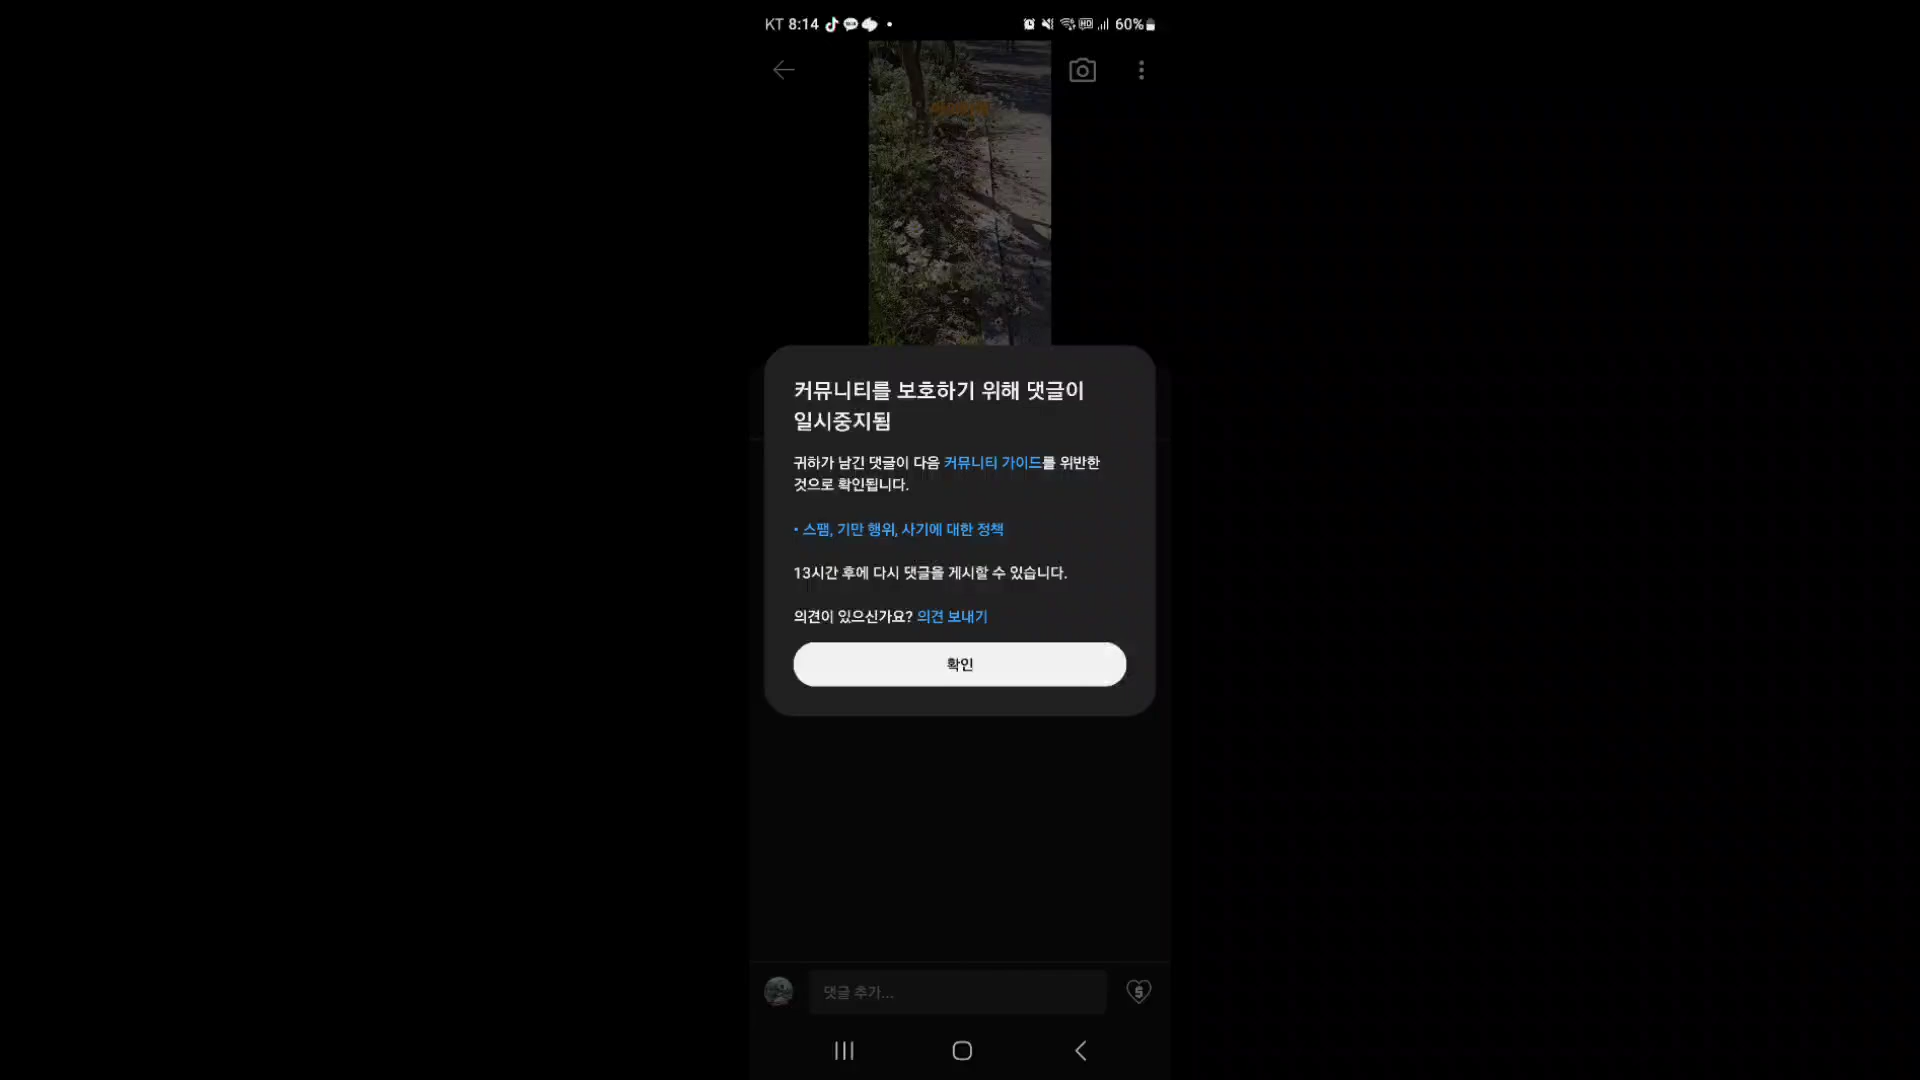 KT 8:14
60%
커뮤니티를 보호하기 위해 댓글이
일시중지됨
귀하가 남긴 댓글이 다음 커뮤니티 가이드를 위반한
것으로 확인됩니다.
• 스팸, 기만 행위, 사기에 대한 정책
13시간 후에 다시 댓글을 게시할 수 있습니다.
의견이 있으신가요? 의견 보내기
확인
댓글 추가...